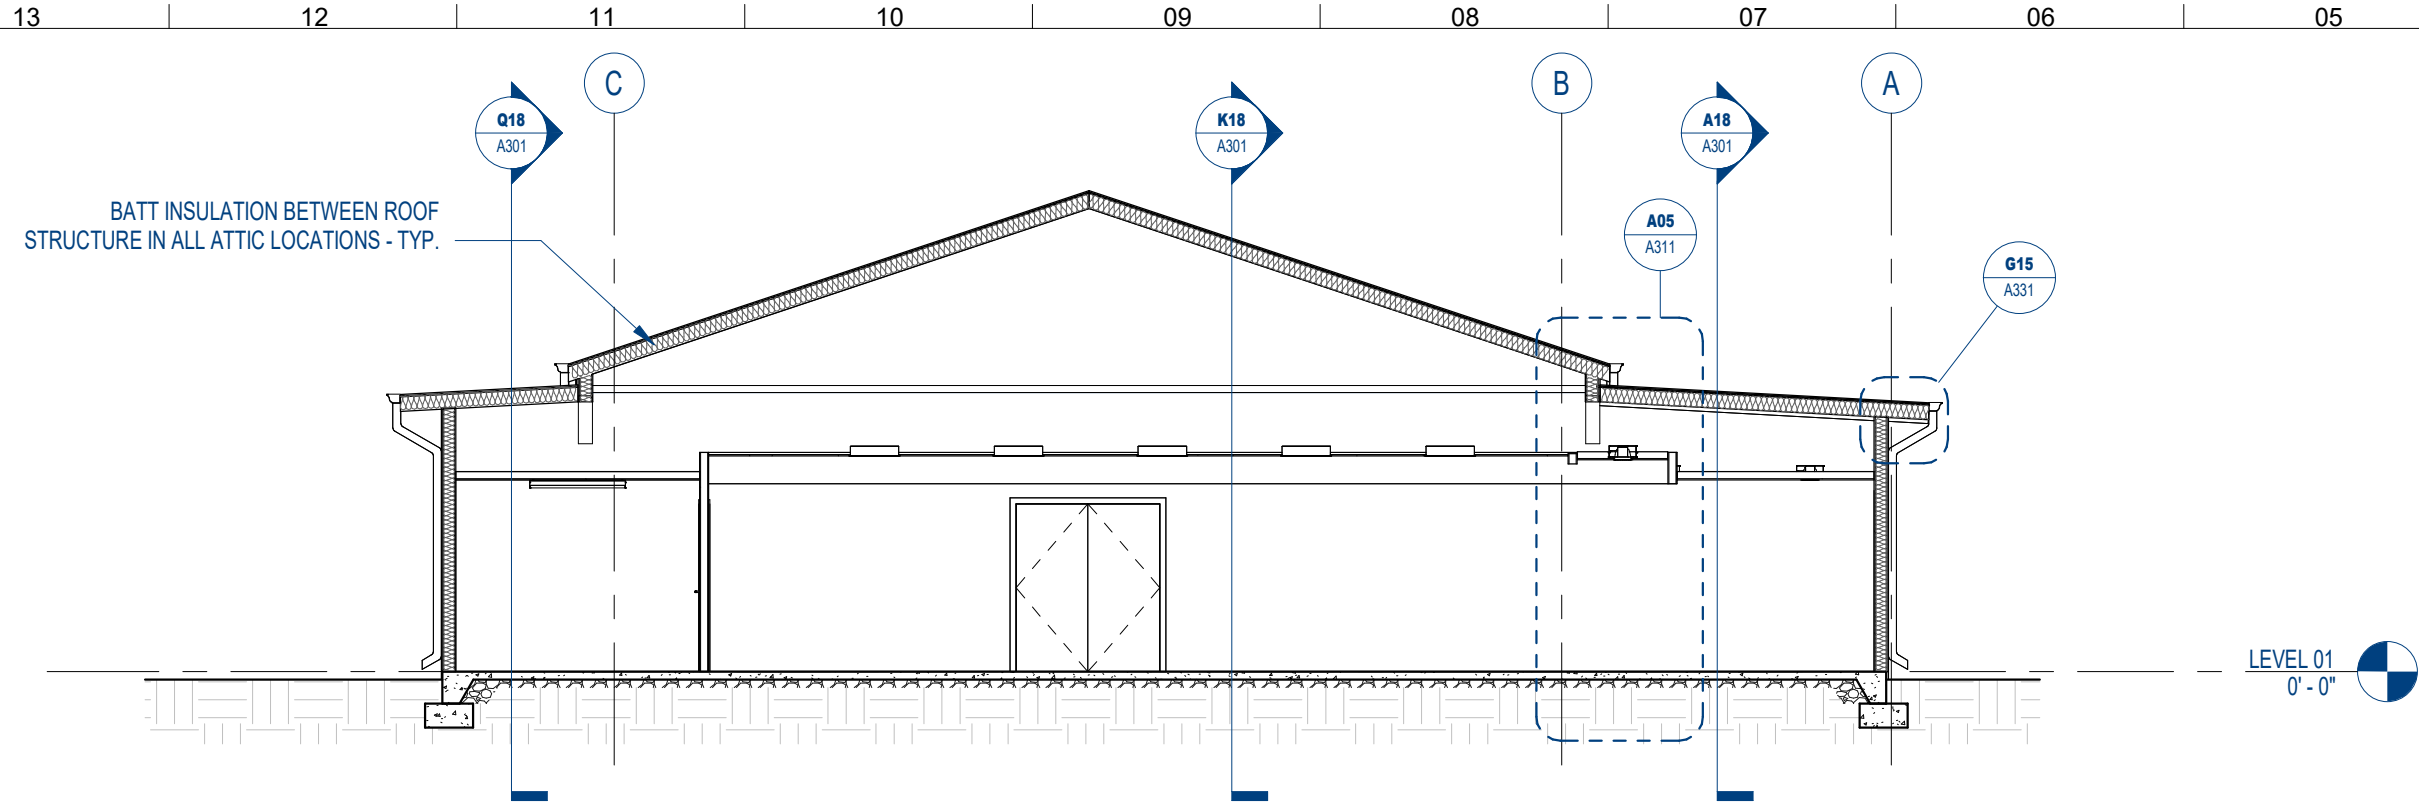 13
12
11
10
09
08
07
06
05
C
B
A
Q18
A301
K18
A301
A18
A301
BATT INSULATION BETWEEN ROOF
STRUCTURE IN ALL ATTIC LOCATIONS - TYP.
A05
A311
G15
A331
LEVEL 01
0' - 0"